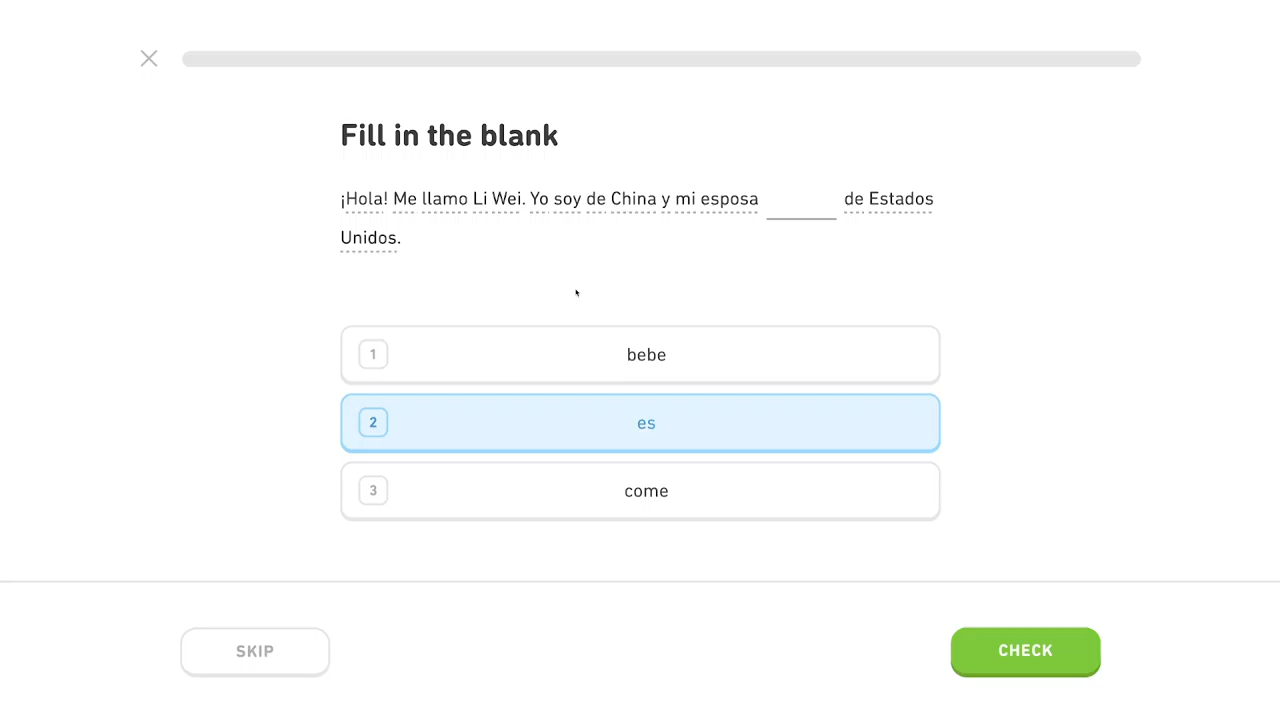 Fill in the blank
¡Hola! Me llamo Li Wei. Yo soy de China y mi esposa ______ de Estados
Unidos.
1 bebe
2 es
3 come
SKIP CHECK